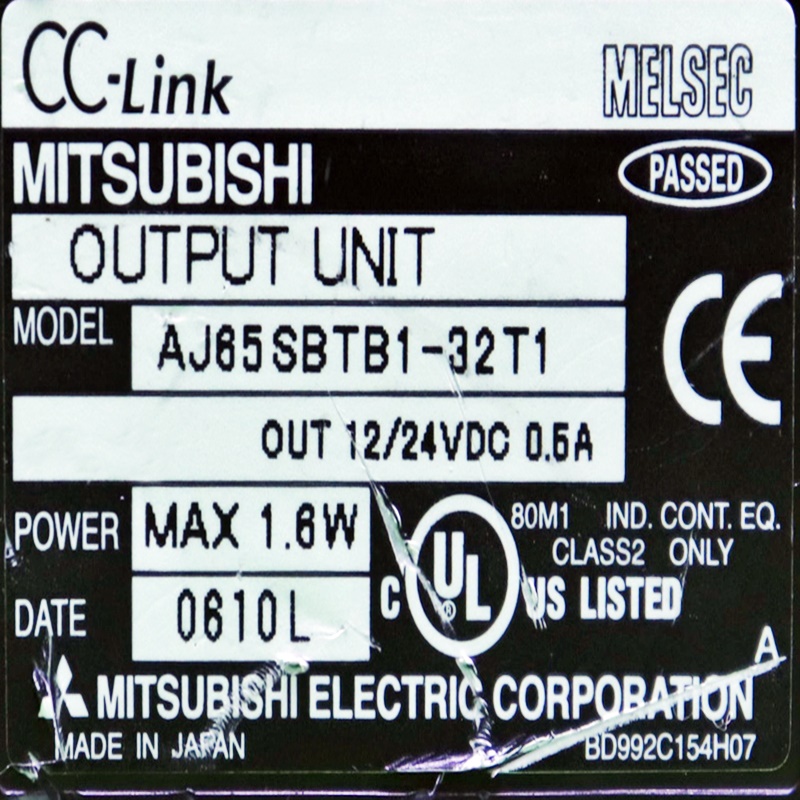 CC-Link MELSEC
MITSUBISHI PASSED
OUTPUT UNIT
CE
MODEL AJ65SBTB1-32T1
OUT 12/24VDC 0.5A
POWER MAX 1.6W
80M1 IND. CONT. EQ.
CLASS2 ONLY
C UL® US LISTED
DATE 0610L
A
MITSUBISHI ELECTRIC CORPORATION
MADE IN JAPAN BD992C154H07